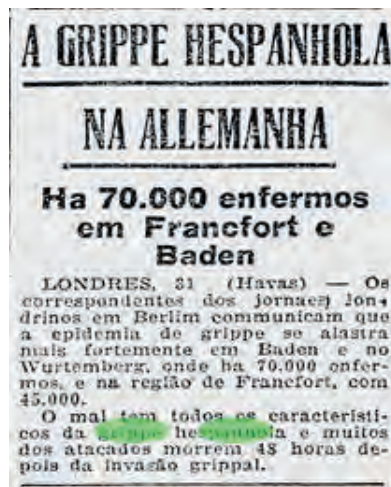 A GRIPPE HESPANHOLA
NA ALLEMANHA
Ha 70.000 enfermos
em Francfort e
Baden
LONDRES, 31 (Havas) — Os
correspondentes dos jornaes lon-
drinos em Berlim communicam que
a epidemia de grippe se alastra
mais fortemente em Baden e no
Wurtemberg, onde ha 70.000 enfer-
mos, e na região de Francfort, com
45.000.
O mal tem todos os caracteristi-
cos da grippe hespanhola e muitos
dos atacados morrem 48 horas de-
pois da invasão grippal.